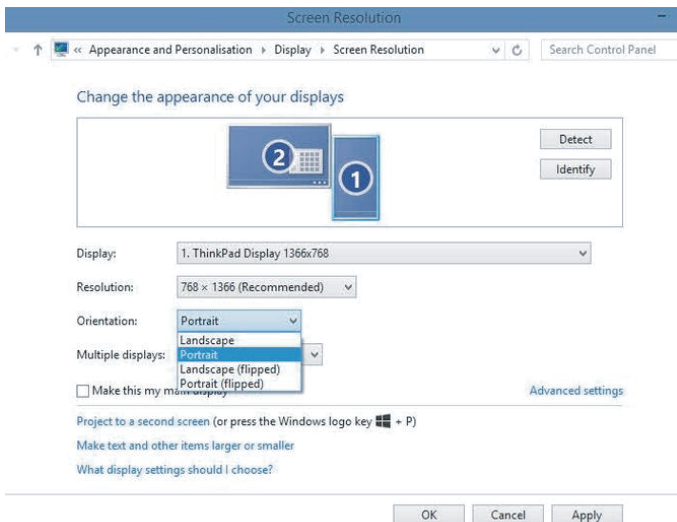 Screen Resolution
« Appearance and Personalisation Display Screen Resolution Search Control Panel
Change the appearance of your displays
2 1
Detect
Identify
Display: 1. ThinkPad Display 1366x768
Resolution: 768 × 1366 (Recommended)
Orientation: Portrait
Landscape
Portrait
Landscape (flipped)
Portrait (flipped)
Multiple displays:
Make this my main display
Advanced settings
Project to a second screen (or press the Windows logo key + P)
Make text and other items larger or smaller
What display settings should I choose?
OK Cancel Apply